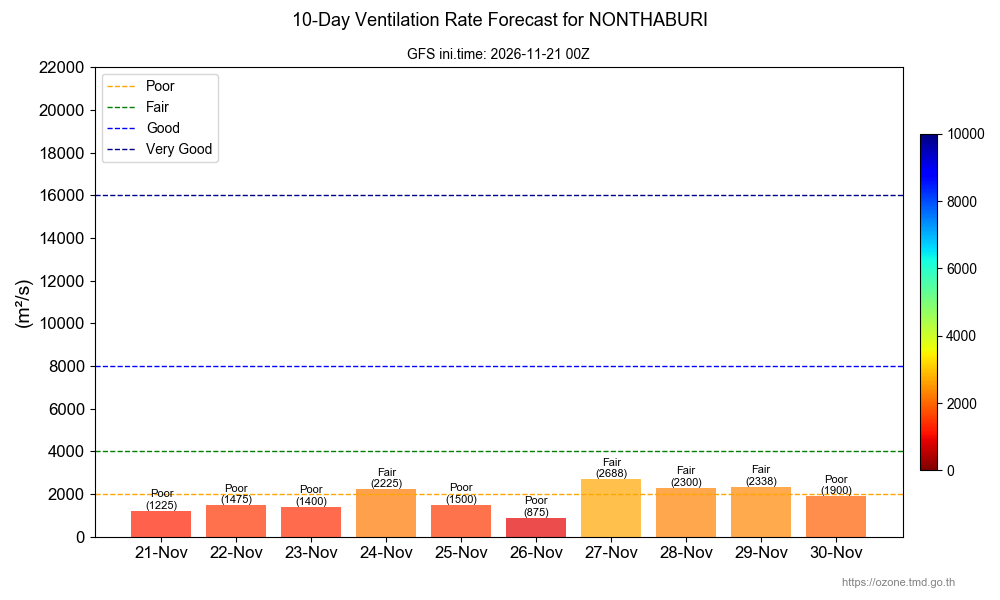 10-Day Ventilation Rate Forecast for NONTHABURI
GFS ini.time: 2026-11-21 00Z
22000
20000
18000
16000
14000
12000
10000
8000
6000
4000
2000
0
(m²/s)
Poor
Fair
Good
Very Good
Poor
(1225)
Poor
(1475)
Poor
(1400)
Fair
(2225)
Poor
(1500)
Poor
(875)
Fair
(2688)
Fair
(2300)
Fair
(2338)
Poor
(1900)
21-Nov 22-Nov 23-Nov 24-Nov 25-Nov 26-Nov 27-Nov 28-Nov 29-Nov 30-Nov
10000
8000
6000
4000
2000
0
https://ozone.tmd.go.th